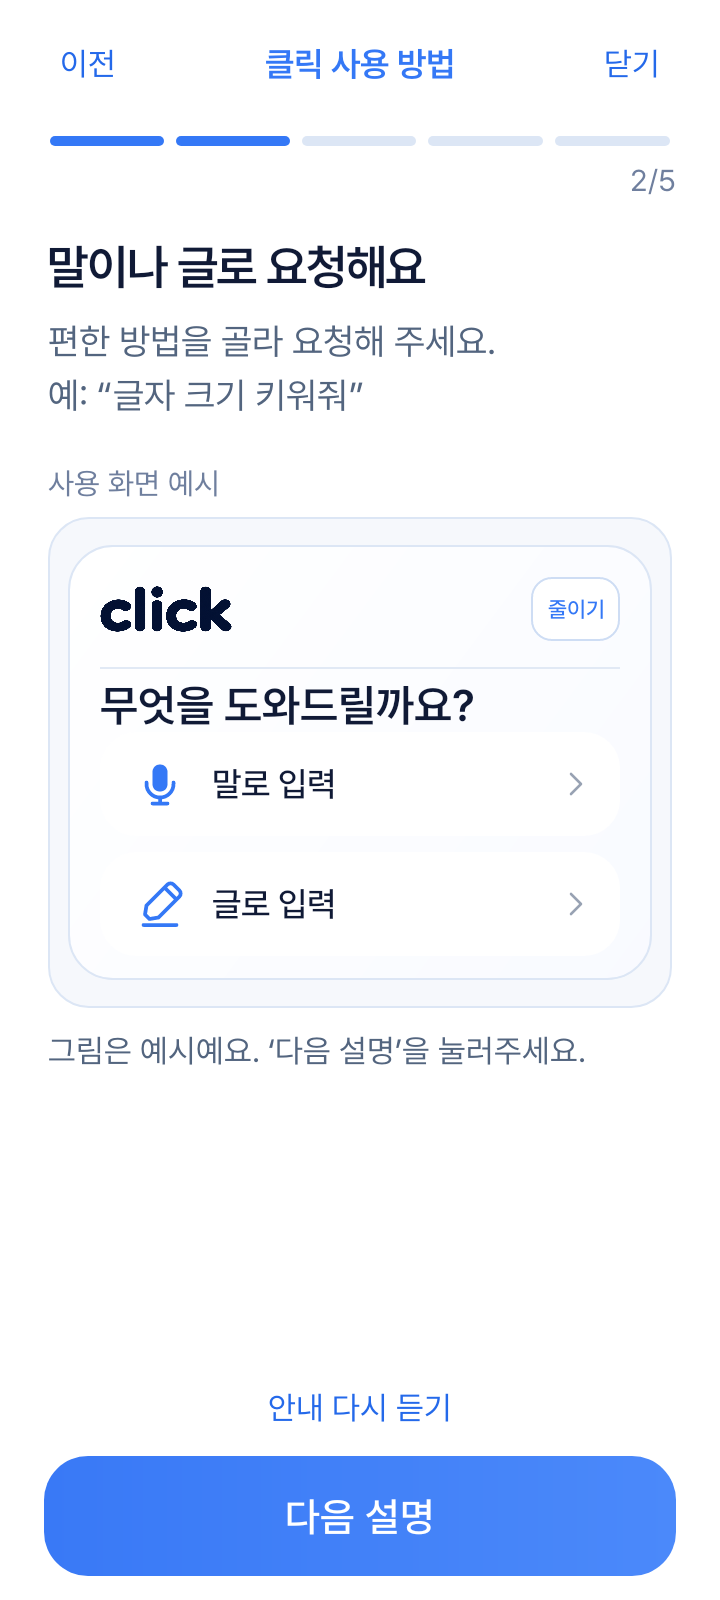 이전
클릭 사용 방법
닫기
2/5
말이나 글로 요청해요
편한 방법을 골라 요청해 주세요.
예: “글자 크기 키워줘”
사용 화면 예시
click
줄이기
무엇을 도와드릴까요?
말로 입력
글로 입력
그림은 예시예요. ‘다음 설명’을 눌러주세요.
안내 다시 듣기
다음 설명